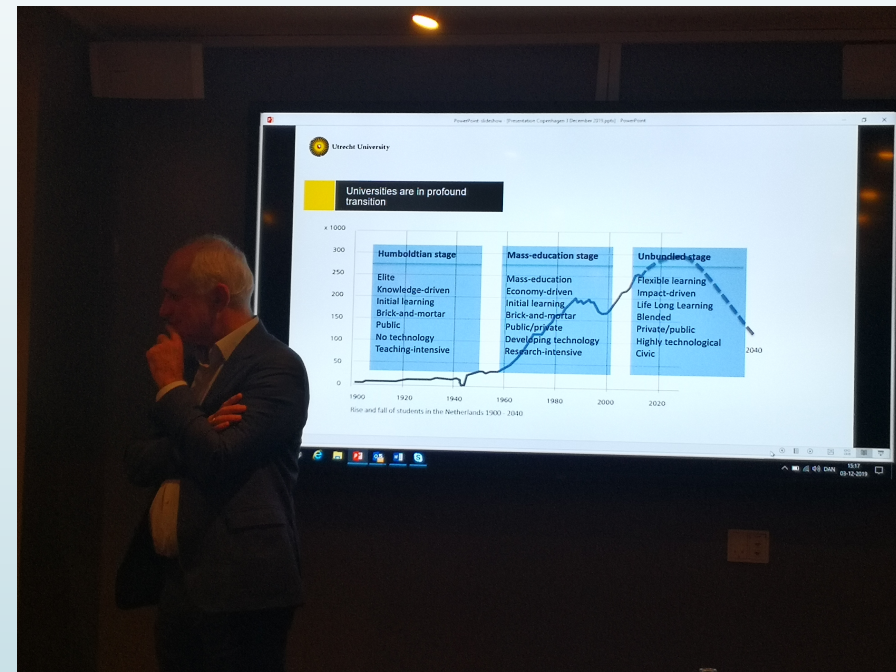 PowerPoint slideshow - [Presentation Copenhagen 3 December 2019.pptx] - PowerPoint
Utrecht University
Universities are in profound
transition
x 1000
300
250
200
150
100
50
0
Humboldtian stage
Elite
Knowledge-driven
Initial learning
Brick-and-mortar
Public
No technology
Teaching-intensive
Mass-education stage
Mass-education
Economy-driven
Initial learning
Brick-and-mortar
Public/private
Developing technology
Research-intensive
Unbundled stage
Flexible learning
Impact-driven
Life Long Learning
Blended
Private/public
Highly technological
Civic
2040
1900 1920 1940 1960 1980 2000 2020
Rise and fall of students in the Netherlands 1900 - 2040
DAN
15:17
03-12-2019